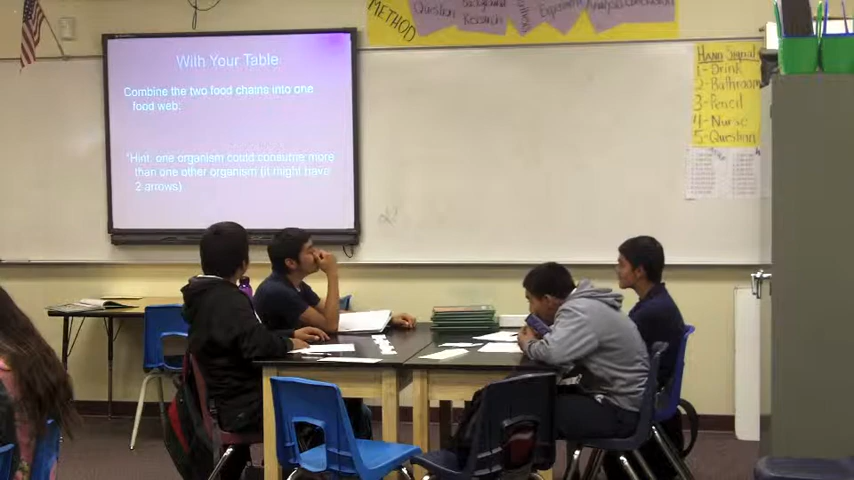 METHOD
Question
Background
Research
Experiment
Analysis Conclusion
With Your Table
Combine the two food chains into one
food web.
*Hint, one organism could consume more
than one other organism (it might have
2 arrows)
Hand Signals
1-Drink
2-Bathroom
3-Pencil
4-Nurse
5-Question